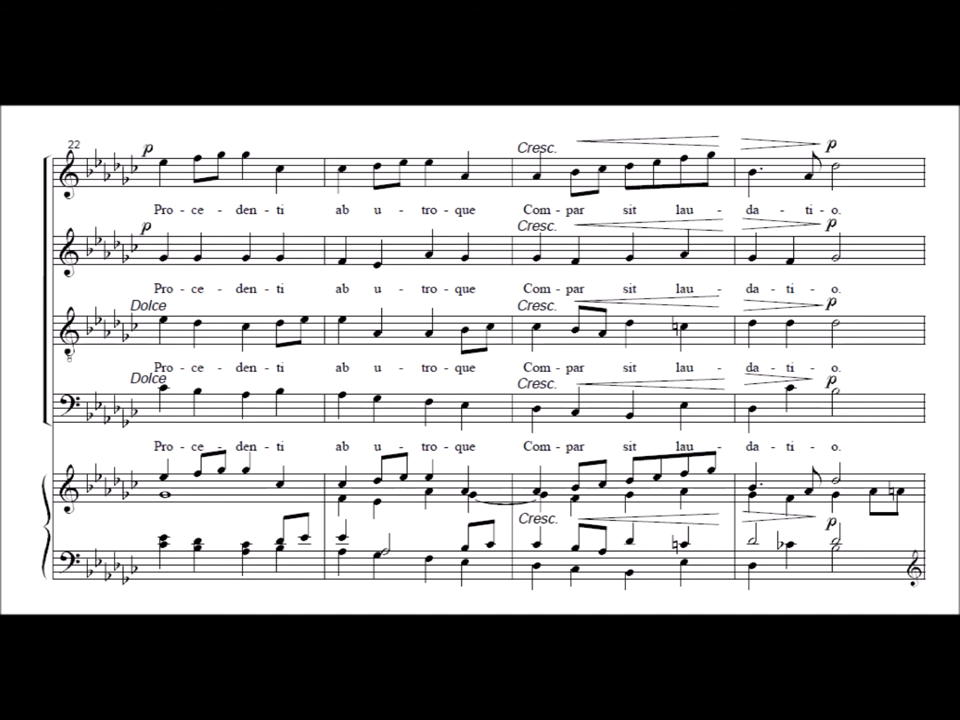 22
p
Cresc.
p
Pro - ce - den - ti ab u - tro - que Com - par sit lau - da - ti - o.
p
Cresc.
p
Pro - ce - den - ti ab u - tro - que Com - par sit lau - da - ti - o.
Dolce
Cresc.
p
Pro - ce - den - ti ab u - tro - que Com - par sit lau - da - ti - o.
Dolce
Cresc.
p
Pro - ce - den - ti ab u - tro - que Com - par sit lau - da - ti - o.
Cresc.
p